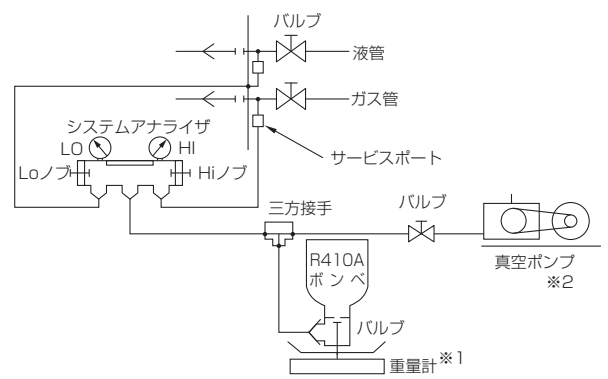 バルブ
液管
ガス管
システムアナライザ
LO
HI
サービスポート
Loノブ
Hiノブ
三方接手
バルブ
R410A
ボンベ
真空ポンプ
※2
バルブ
重量計※1